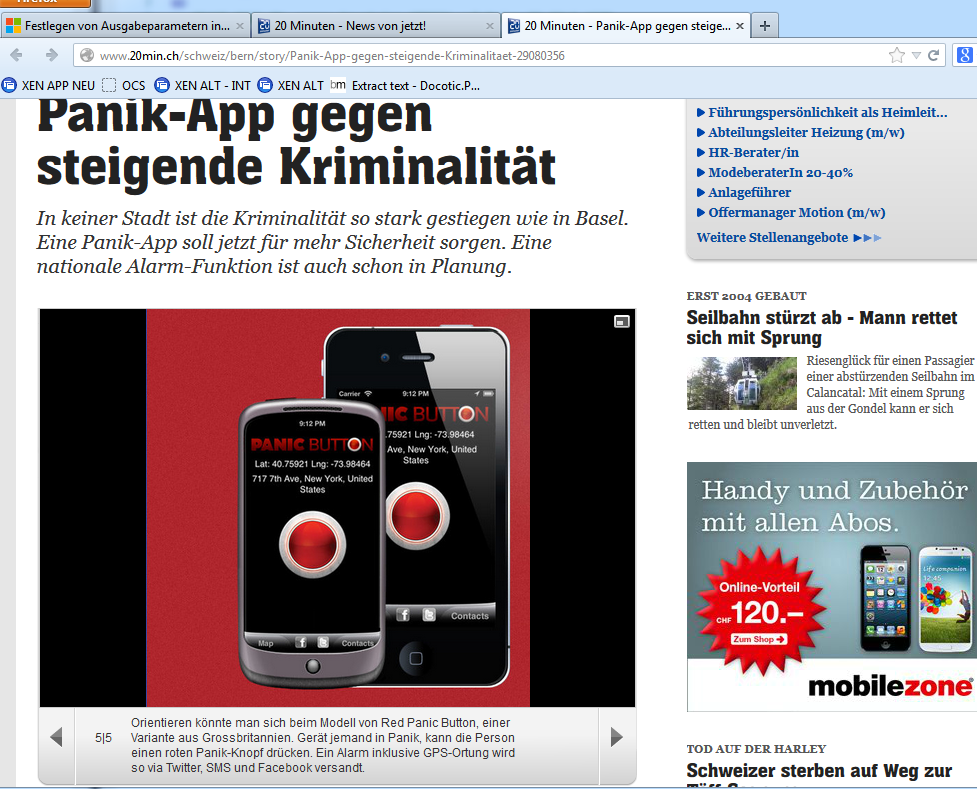 Firefox
Festlegen von Ausgabeparametern in...
20 Minuten - News von jetzt!
20 Minuten - Panik-App gegen steige...
www.20min.ch/schweiz/bern/story/Panik-App-gegen-steigende-Kriminalitaet-29080356
XEN APP NEU
OCS
XEN ALT - INT
XEN ALT
bm Extract text - Docotic.P...
Panik-App gegen
steigende Kriminalität
In keiner Stadt ist die Kriminalität so stark gestiegen wie in Basel.
Eine Panik-App soll jetzt für mehr Sicherheit sorgen. Eine
nationale Alarm-Funktion ist auch schon in Planung.
Carrier 9:12 PM
PANIC BUTTON
Lat: 40.75921 Lng: -73.98464
717 7th Ave, New York, United
States
Map
f
Contacts
9:12 PM
NIC BUTTON
.75921 Lng: -73.98464
Ave, New York, United
States
f
Contacts
5|5
Orientieren könnte man sich beim Modell von Red Panic Button, einer
Variante aus Grossbritannien. Gerät jemand in Panik, kann die Person
einen roten Panik-Knopf drücken. Ein Alarm inklusive GPS-Ortung wird
so via Twitter, SMS und Facebook versandt.
Führungspersönlichkeit als Heimleit...
Abteilungsleiter Heizung (m/w)
HR-Berater/in
ModeberaterIn 20-40%
Anlageführer
Offermanager Motion (m/w)
Weitere Stellenangebote
ERST 2004 GEBAUT
Seilbahn stürzt ab - Mann rettet
sich mit Sprung
Riesenglück für einen Passagier
einer abstürzenden Seilbahn im
Calancatal: Mit einem Sprung
aus der Gondel kann er sich
retten und bleibt unverletzt.
Handy und Zubehör
mit allen Abos.
Online-Vorteil
CHF 120.–
Zum Shop
Life companion
12:45
mobilezone
TOD AUF DER HARLEY
Schweizer sterben auf Weg zur